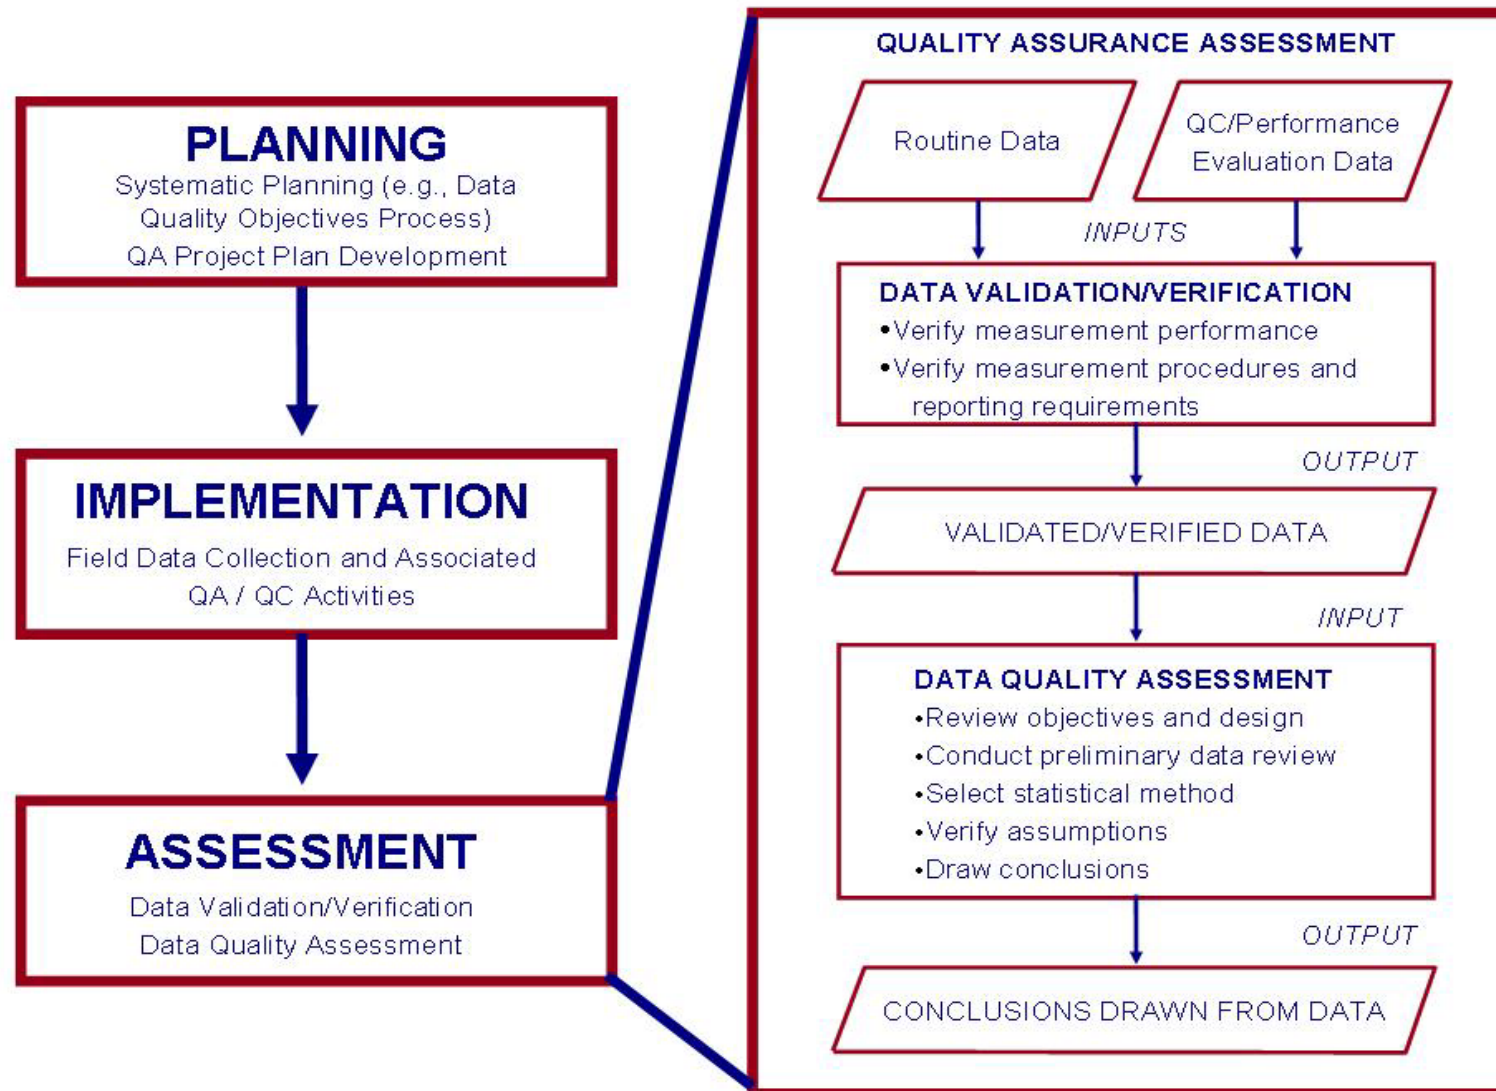 PLANNING
Systematic Planning (e.g., Data
Quality Objectives Process)
QA Project Plan Development
IMPLEMENTATION
Field Data Collection and Associated
QA / QC Activities
ASSESSMENT
Data Validation/Verification
Data Quality Assessment
QUALITY ASSURANCE ASSESSMENT
Routine Data
QC/Performance
Evaluation Data
INPUTS
DATA VALIDATION/VERIFICATION
•Verify measurement performance
•Verify measurement procedures and
reporting requirements
OUTPUT
VALIDATED/VERIFIED DATA
INPUT
DATA QUALITY ASSESSMENT
•Review objectives and design
•Conduct preliminary data review
•Select statistical method
•Verify assumptions
•Draw conclusions
OUTPUT
CONCLUSIONS DRAWN FROM DATA